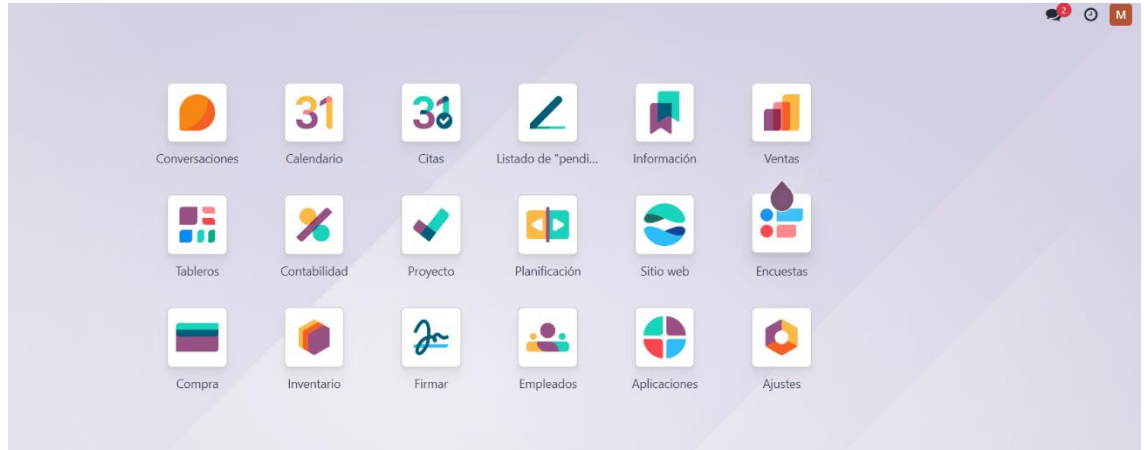 2
M
31
31
Conversaciones
Calendario
Citas
Listado de "pendi...
Información
Ventas
Tableros
Contabilidad
Proyecto
Planificación
Sitio web
Encuestas
Compra
Inventario
Firmar
Empleados
Aplicaciones
Ajustes